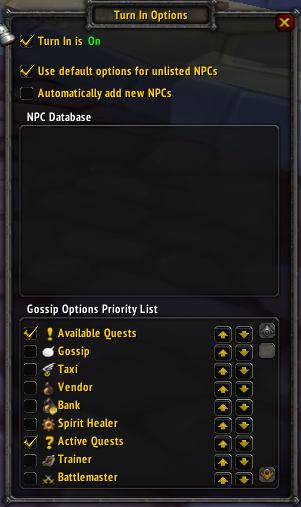 Turn In Options
Turn In is On
Use default options for unlisted NPCs
Automatically add new NPCs
NPC Database
Gossip Options Priority List
Available Quests
Gossip
Taxi
Vendor
Bank
Spirit Healer
Active Quests
Trainer
Battlemaster